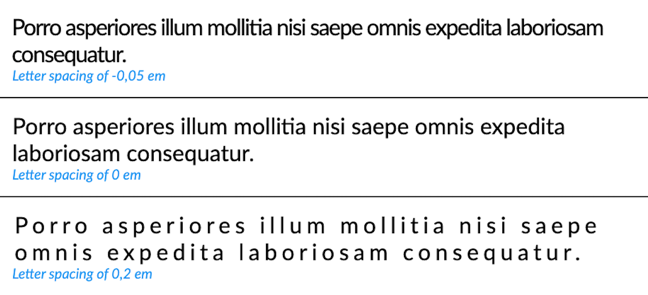 Porro asperiores illum mollitia nisi saepe omnis expedita laboriosam
consequatur.
Letter spacing of -0,05 em
Porro asperiores illum mollitia nisi saepe omnis expedita
laboriosam consequatur.
Letter spacing of 0 em
Porro asperiores illum mollitia nisi saepe
omnis expedita laboriosam consequatur.
Letter spacing of 0,2 em